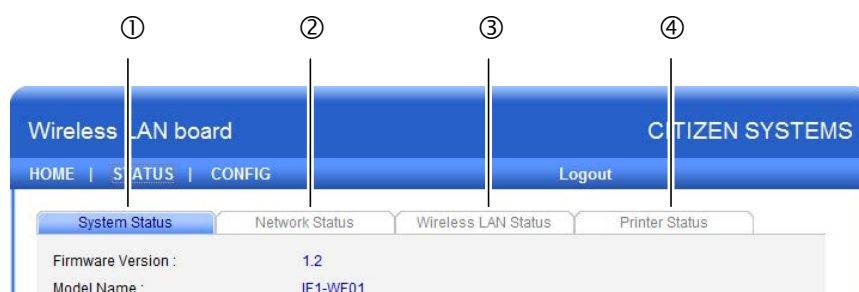 ① ② ③ ④
Wireless LAN board CITIZEN SYSTEMS
HOME | STATUS | CONFIG Logout
System Status Network Status Wireless LAN Status Printer Status
Firmware Version : 1.2
Model Name : IF1-WF01